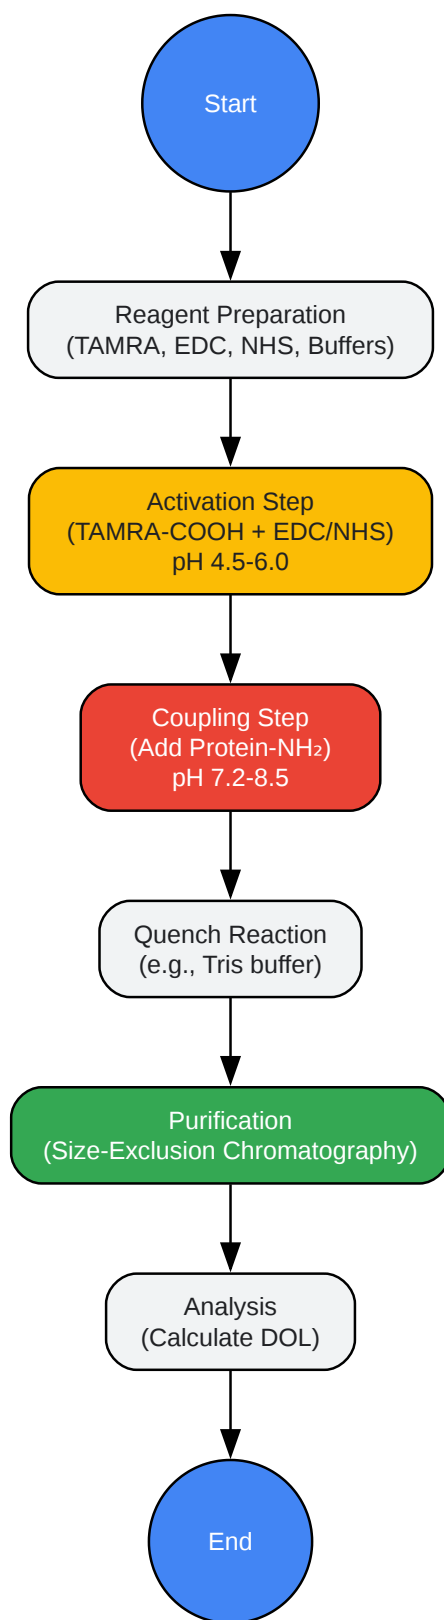 Start
Reagent Preparation
(TAMRA, EDC, NHS, Buffers)
Activation Step
(TAMRA-COOH + EDC/NHS)
pH 4.5-6.0
Coupling Step
(Add Protein-NH₂)
pH 7.2-8.5
Quench Reaction
(e.g., Tris buffer)
Purification
(Size-Exclusion Chromatography)
Analysis
(Calculate DOL)
End